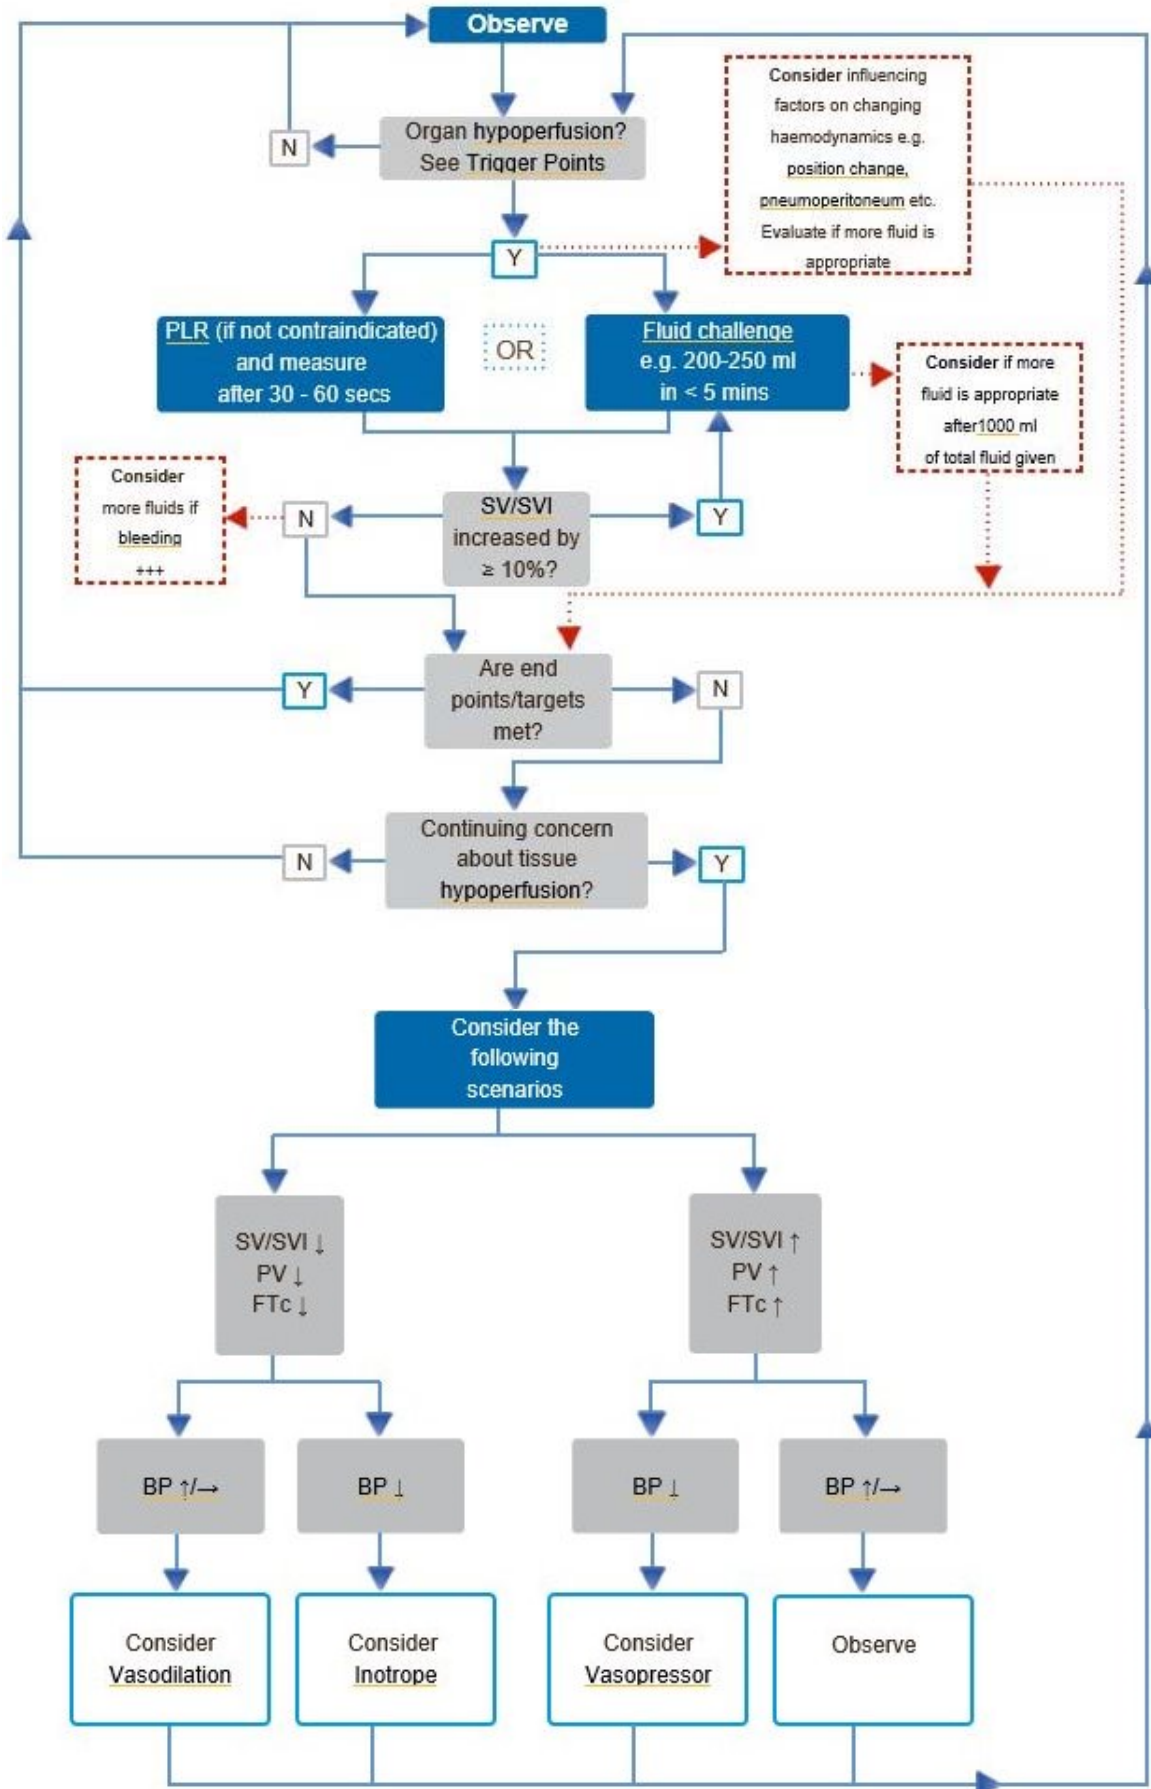 Observe
Consider influencing
factors on changing
haemodynamics e.g.
position change,
pneumoperitoneum etc.
Evaluate if more fluid is
appropriate
Organ hypoperfusion?
See Trigger Points
N
Y
PLR (if not contraindicated)
and measure
after 30 - 60 secs
OR
Fluid challenge
e.g. 200-250 ml
in < 5 mins
Consider if more
fluid is appropriate
after1000 ml
of total fluid given
Consider
more fluids if
bleeding
+++
N
SV/SVI
increased by
≥ 10%?
Y
Y
Are end
points/targets
met?
N
N
Continuing concern
about tissue
hypoperfusion?
Y
Consider the
following
scenarios
SV/SVI ↓
PV ↓
FTc ↓
SV/SVI ↑
PV ↑
FTc ↑
BP ↑/→
BP ↓
BP ↓
BP ↑/→
Consider
Vasodilation
Consider
Inotrope
Consider
Vasopressor
Observe